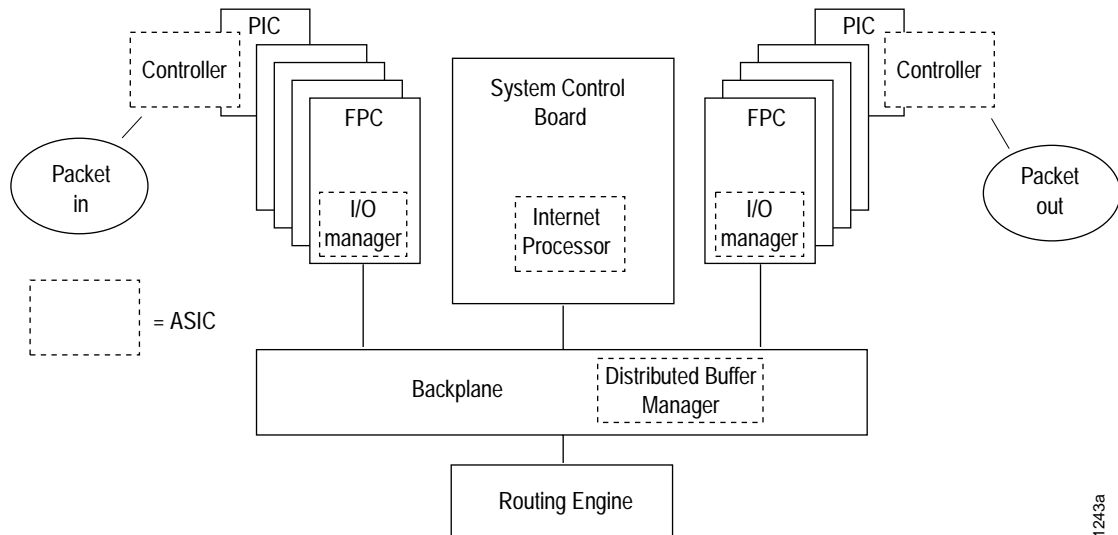 PIC
Controller
FPC
I/O
manager
Packet
in
System Control
Board
Internet
Processor
PIC
Controller
FPC
I/O
manager
Packet
out
= ASIC
Backplane
Distributed Buffer
Manager
Routing Engine
1243a